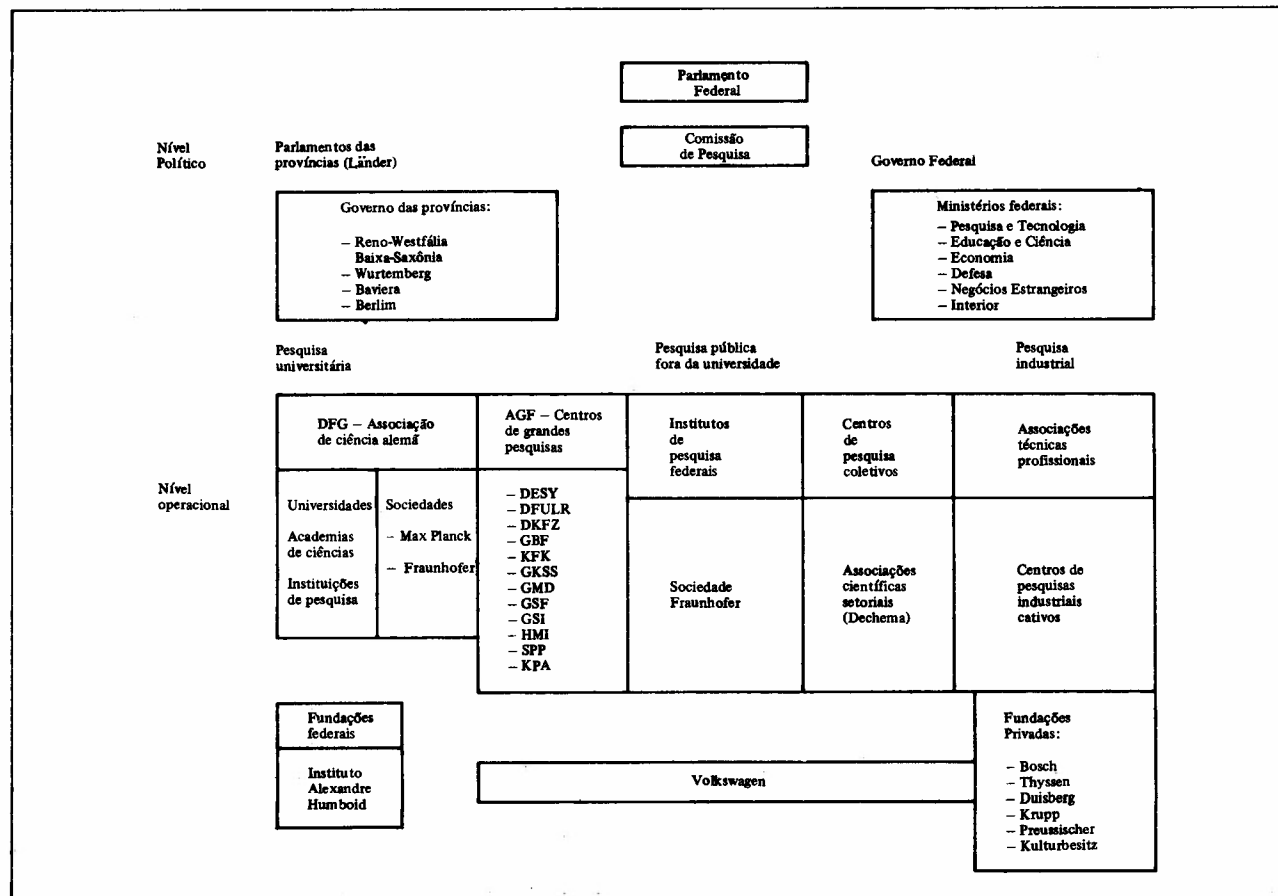 Parlamento
Federal
Comissão
de Pesquisa
Nível
Político
Parlamentos das
províncias (Länder)
Governo Federal
Governo das províncias:
– Reno-Westfália
Baixa-Saxônia
– Wurtemberg
– Baviera
– Berlim
Ministérios federais:
– Pesquisa e Tecnologia
– Educação e Ciência
– Economia
– Defesa
– Negócios Estrangeiros
– Interior
Pesquisa
universitária
Pesquisa pública
fora da universidade
Pesquisa
industrial
Nível
operacional
DFG – Associação
de ciência alemã
AGF – Centros
de grandes
pesquisas
Institutos
de
pesquisa
federais
Centros
de
pesquisa
coletivos
Associações
técnicas
profissionais
Universidades
Academias
de ciências
Instituições
de pesquisa
Sociedades
– Max Planck
– Fraunhofer
– DESY
– DFULR
– DKFZ
– GBF
– KFK
– GKSS
– GMD
– GSF
– GSI
– HMI
– SPP
– KPA
Sociedade
Fraunhofer
Associações
científicas
setoriais
(Dechema)
Centros de
pesquisas
industriais
cativos
Fundações
federais
Instituto
Alexandre
Humboid
Volkswagen
Fundações
Privadas:
– Bosch
– Thyssen
– Duisberg
– Krupp
– Preussischer
– Kulturbesitz